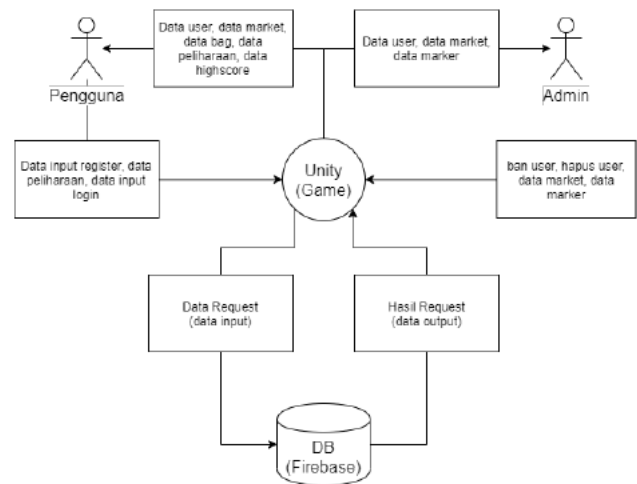 Data user, data market,
data bag, data
peliharaan, data
highscore
Data user, data market,
data marker
Pengguna
Admin
Data input register, data
peliharaan, data input
login
Unity
(Game)
ban user, hapus user,
data market, data
marker
Data Request
(data input)
Hasil Request
(data output)
DB
(Firebase)